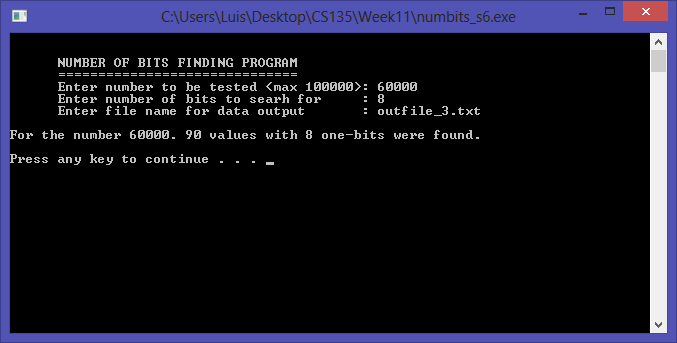 C:\Users\Luis\Desktop\CS135\Week11\numbits_s6.exe
NUMBER OF BITS FINDING PROGRAM
==============================
Enter number to be tested <max 100000>: 60000
Enter number of bits to searh for     : 8
Enter file name for data output       : outfile_3.txt
For the number 60000. 90 values with 8 one-bits were found.
Press any key to continue . . . _